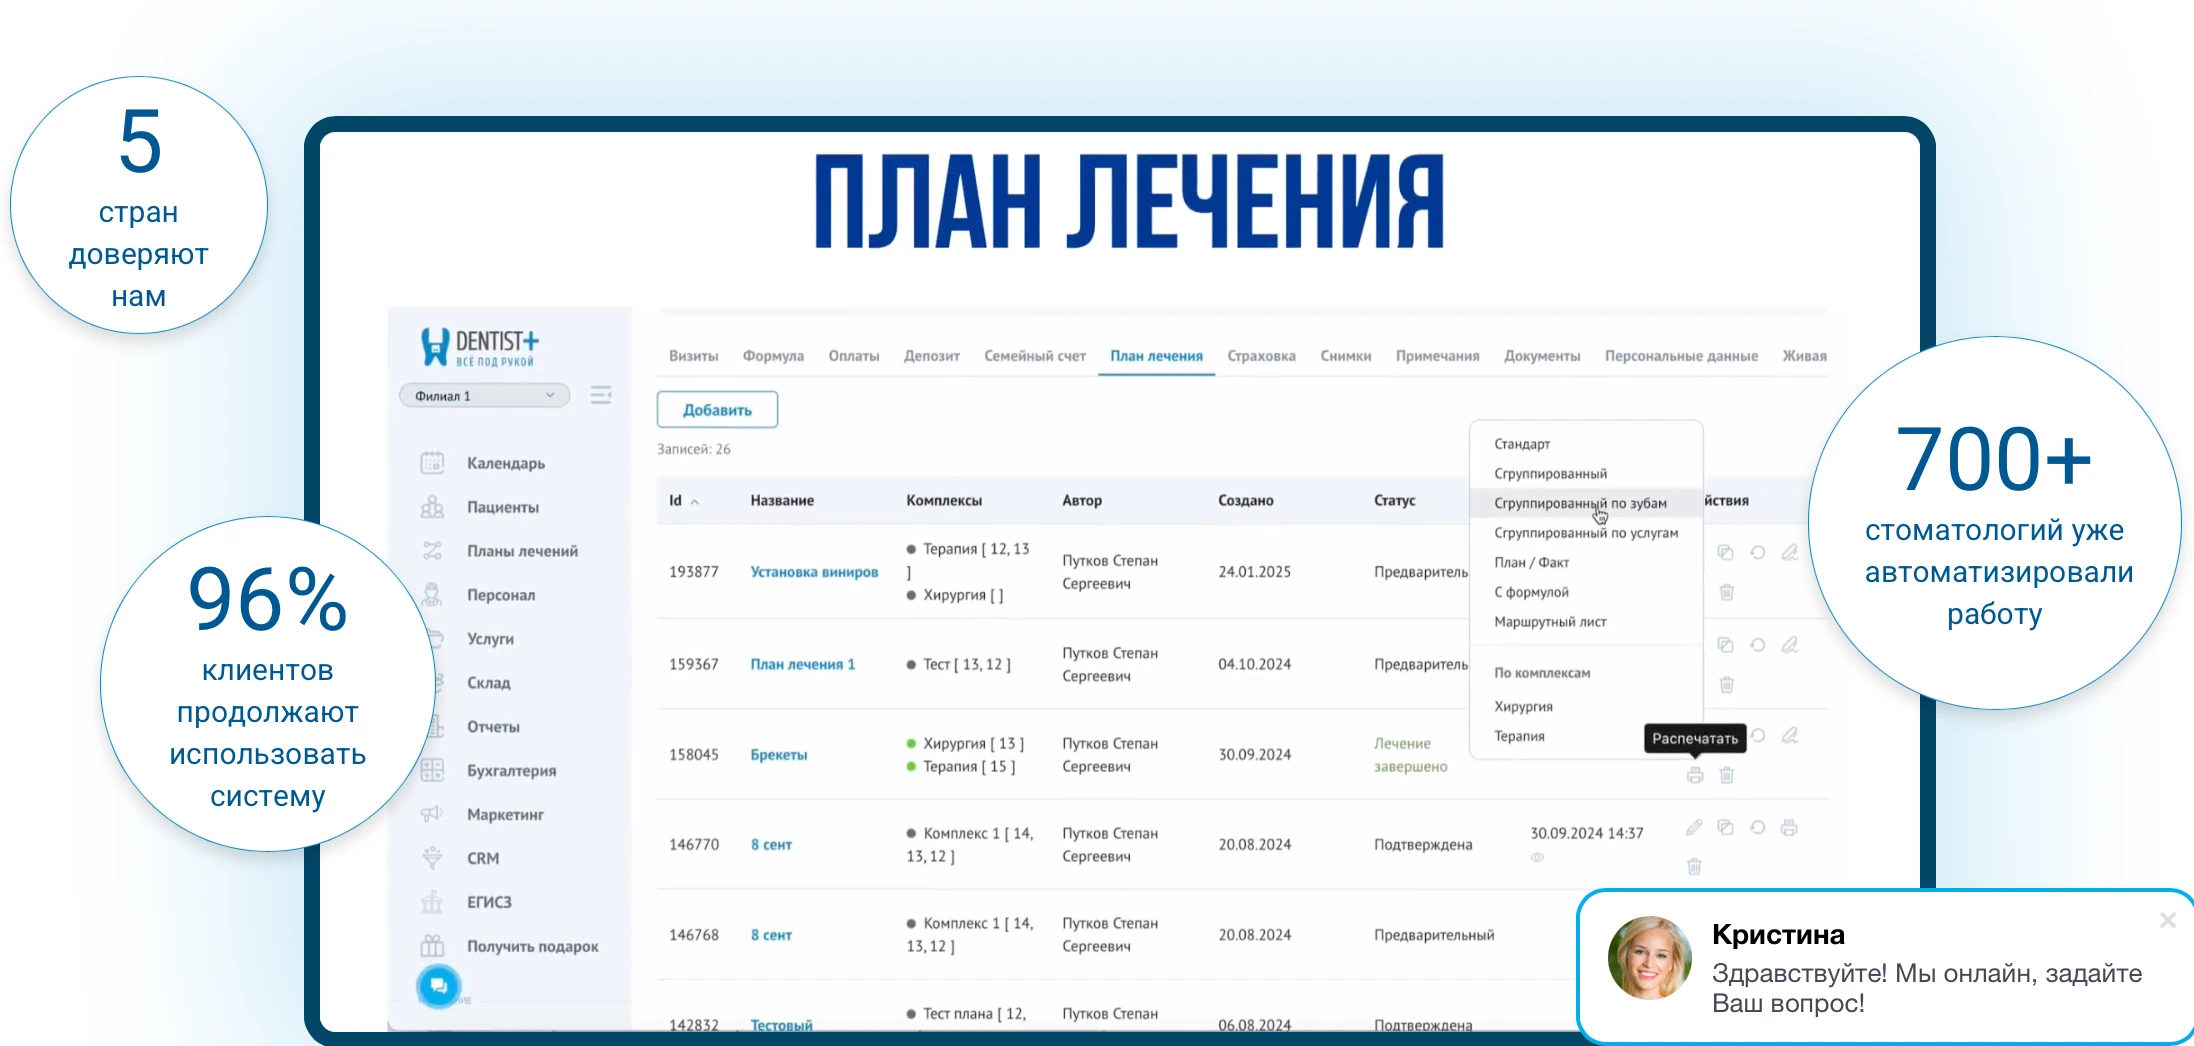 ПЛАН ЛЕЧЕНИЯ
5
стран
доверяют
нам
96%
клиентов
продолжают
использовать
систему
700+
стоматологий уже
автоматизировали
работу
DENTIST+
ВСЁ ПОД РУКОЙ
Филиал 1
Календарь
Пациенты
Планы лечений
Персонал
Услуги
Склад
Отчеты
Бухгалтерия
Маркетинг
CRM
ЕГИСЗ
Получить подарок
Визиты Формула Оплаты Депозит Семейный счет План лечения Страховка Снимки Примечания Документы Персональные данные Живая
Добавить
Записей: 26
Id Название Комплексы Автор Создано Статус йствия
193877 Установка виниров Терапия [ 12, 13 ] Хирургия [ ] Путков Степан Сергеевич 24.01.2025 Предваритель
159367 План лечения 1 Тест [ 13, 12 ] Путков Степан Сергеевич 04.10.2024 Предваритель
158045 Брекеты Хирургия [ 13 ] Терапия [ 15 ] Путков Степан Сергеевич 30.09.2024 Лечение завершено
146770 8 сент Комплекс 1 [ 14, 13, 12 ] Путков Степан Сергеевич 20.08.2024 Подтверждена 30.09.2024 14:37
146768 8 сент Комплекс 1 [ 14, 13, 12 ] Путков Степан Сергеевич 20.08.2024 Предварительный
142832 Тестовый Тест плана [ 12, Путков Степан 06.08.2024 Подтверждена
Стандарт
Сгруппированный
Сгруппированный по зубам
Сгруппированный по услугам
План / Факт
С формулой
Маршрутный лист
По комплексам
Хирургия
Терапия
Распечатать
Кристина
Здравствуйте! Мы онлайн, задайте
Ваш вопрос!